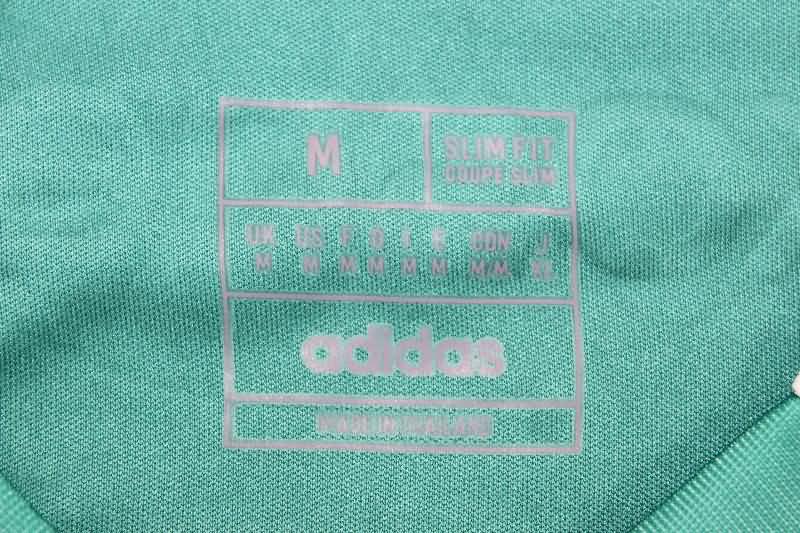 M
SLIM FIT
COUPE SLIM
UK US F D I E CDN J
M M M M M M M/M XL
adidas
MADE IN THAILAND